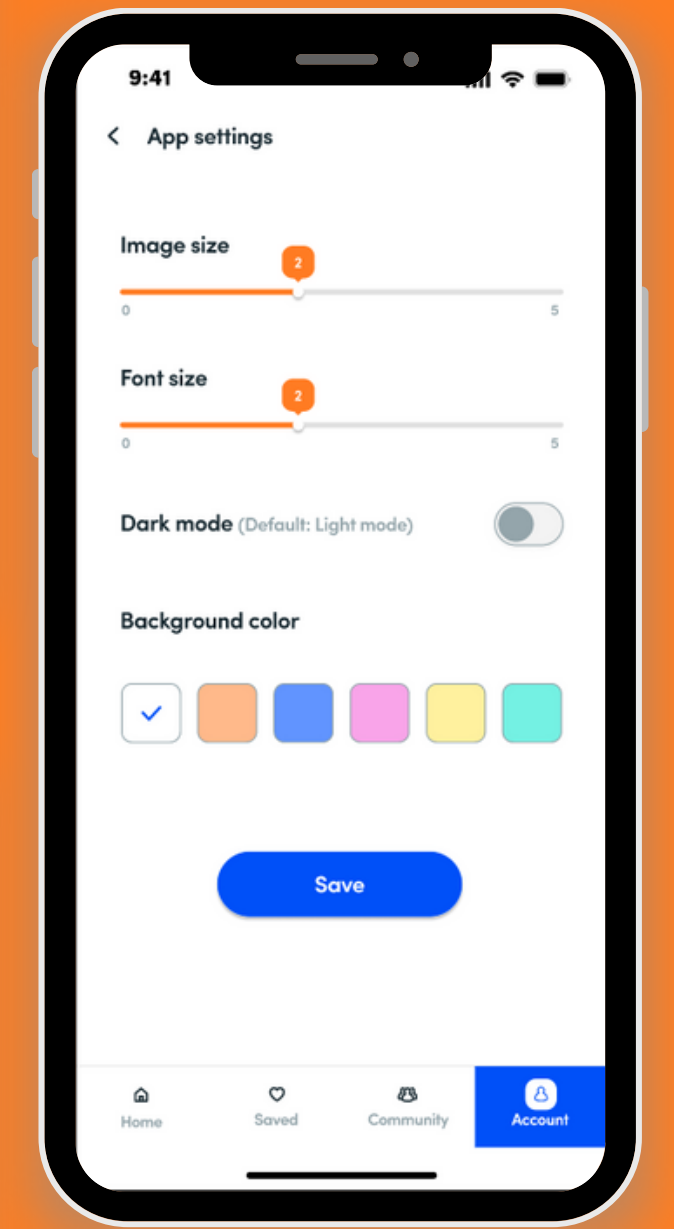 9:41
App settings
Image size
2
0 5
Font size
2
0 5
Dark mode (Default: Light mode)
Background color
Save
Home Saved Community Account